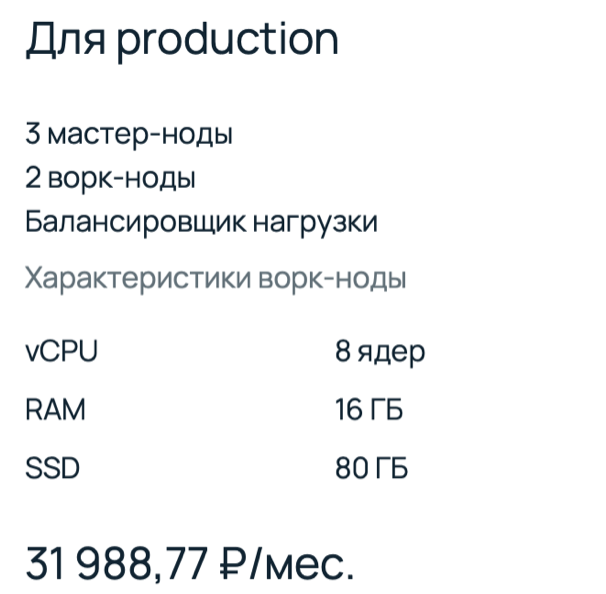 Для production
3 мастер-ноды
2 ворк-ноды
Балансировщик нагрузки
Характеристики ворк-ноды
vCPU 8 ядер
RAM 16 ГБ
SSD 80 ГБ
31 988,77 ₽/мес.